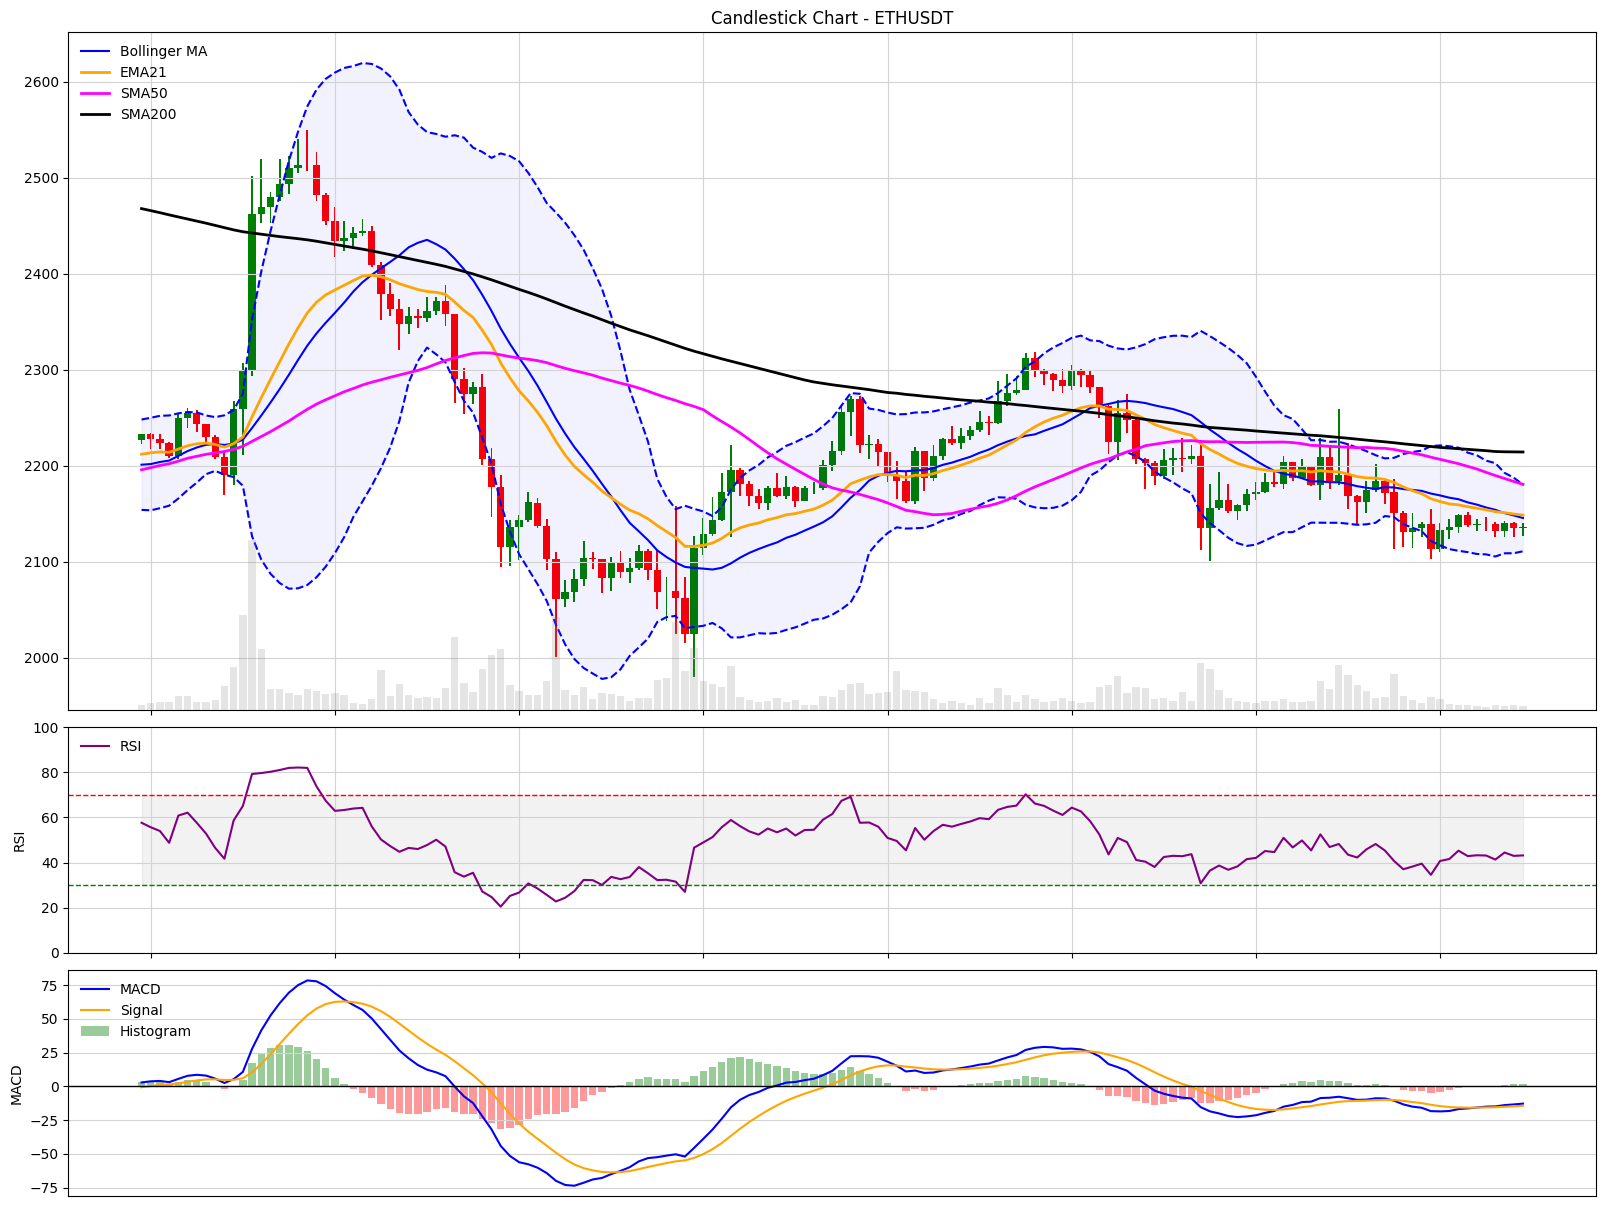 Candlestick Chart - ETHUSDT
Bollinger MA
EMA21
SMA50
SMA200
2600
2500
2400
2300
2200
2100
2000
RSI
RSI
100
80
60
40
20
0
MACD
Signal
Histogram
MACD
75
50
25
0
−25
−50
−75